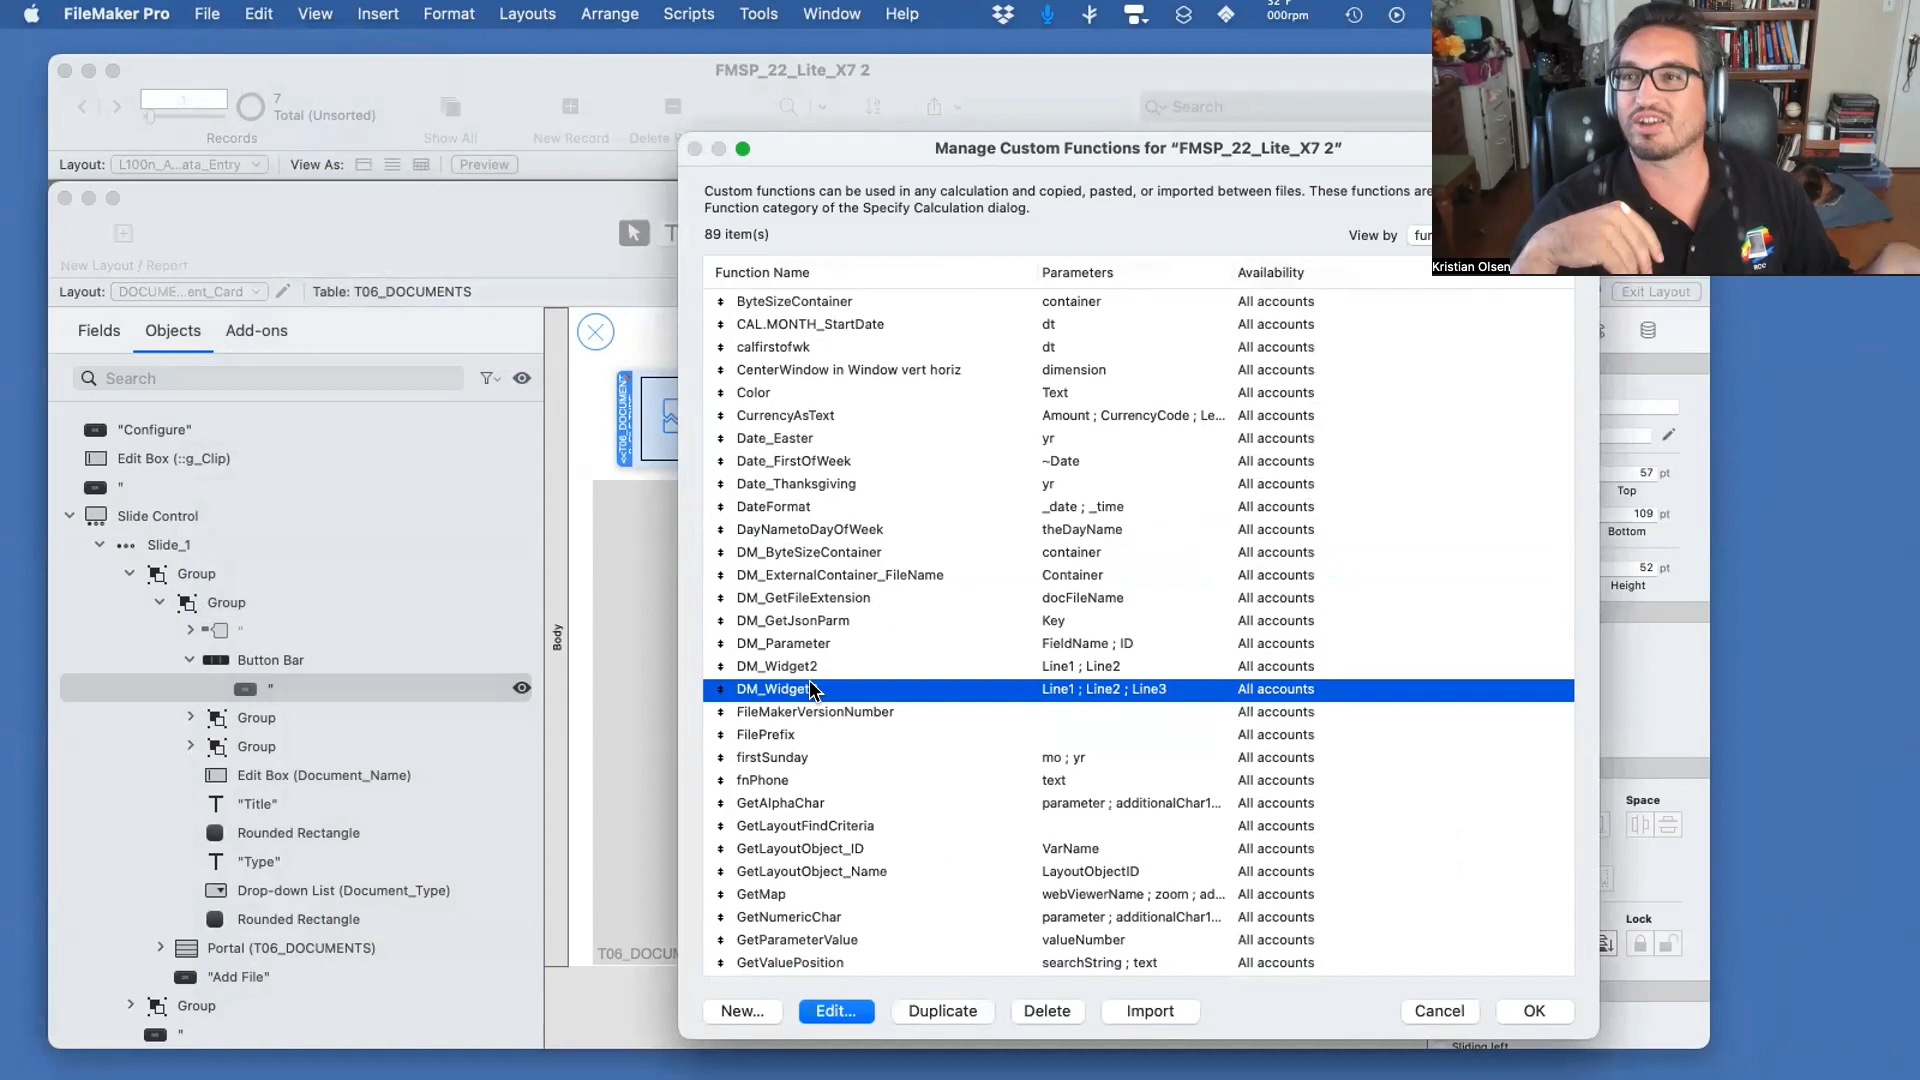 FileMaker Pro File Edit View Insert Format Layouts Arrange Scripts Tools Window Help
000rpm
FMSP_22_Lite_X7 2
7
Total (Unsorted)
Search
Records Show All New Record
Layout: L100n_A...ata_Entry View As: Preview
New Layout / Report
Layout: DOCUME...ent_Card Table: T06_DOCUMENTS
Exit Layout
Fields Objects Add-ons
Search
"Configure"
Edit Box (::g_Clip)
"
Slide Control
Slide_1
Group
Group
"
Button Bar
"
Group
Group
Edit Box (Document_Name)
"Title"
Rounded Rectangle
"Type"
Drop-down List (Document_Type)
Rounded Rectangle
Portal (T06_DOCUMENTS)
"Add File"
Group
"
Body
<<T06_DOCUMENT
Manage Custom Functions for “FMSP_22_Lite_X7 2”
Custom functions can be used in any calculation and copied, pasted, or imported between files. These functions are
Function category of the Specify Calculation dialog.
89 item(s)
View by
Function Name Parameters Availability
ByteSizeContainer container All accounts
CAL.MONTH_StartDate dt All accounts
calfirstofwk dt All accounts
CenterWindow in Window vert horiz dimension All accounts
Color Text All accounts
CurrencyAsText Amount ; CurrencyCode ; Le... All accounts
Date_Easter yr All accounts
Date_FirstOfWeek ~Date All accounts
Date_Thanksgiving yr All accounts
DateFormat _date ; _time All accounts
DayNametoDayOfWeek theDayName All accounts
DM_ByteSizeContainer container All accounts
DM_ExternalContainer_FileName Container All accounts
DM_GetFileExtension docFileName All accounts
DM_GetJsonParm Key All accounts
DM_Parameter FieldName ; ID All accounts
DM_Widget2 Line1 ; Line2 All accounts
DM_Widget Line1 ; Line2 ; Line3 All accounts
FileMakerVersionNumber All accounts
FilePrefix All accounts
firstSunday mo ; yr All accounts
fnPhone text All accounts
GetAlphaChar parameter ; additionalChar1... All accounts
GetLayoutFindCriteria All accounts
GetLayoutObject_ID VarName All accounts
GetLayoutObject_Name LayoutObjectID All accounts
GetMap webViewerName ; zoom ; ad... All accounts
GetNumericChar parameter ; additionalChar1... All accounts
GetParameterValue valueNumber All accounts
GetValuePosition searchString ; text All accounts
New... Edit... Duplicate Delete Import Cancel OK
57 pt
Top
109 pt
Bottom
52 pt
Height
Space
Lock
Sliding left
Kristian Olsen
RCC